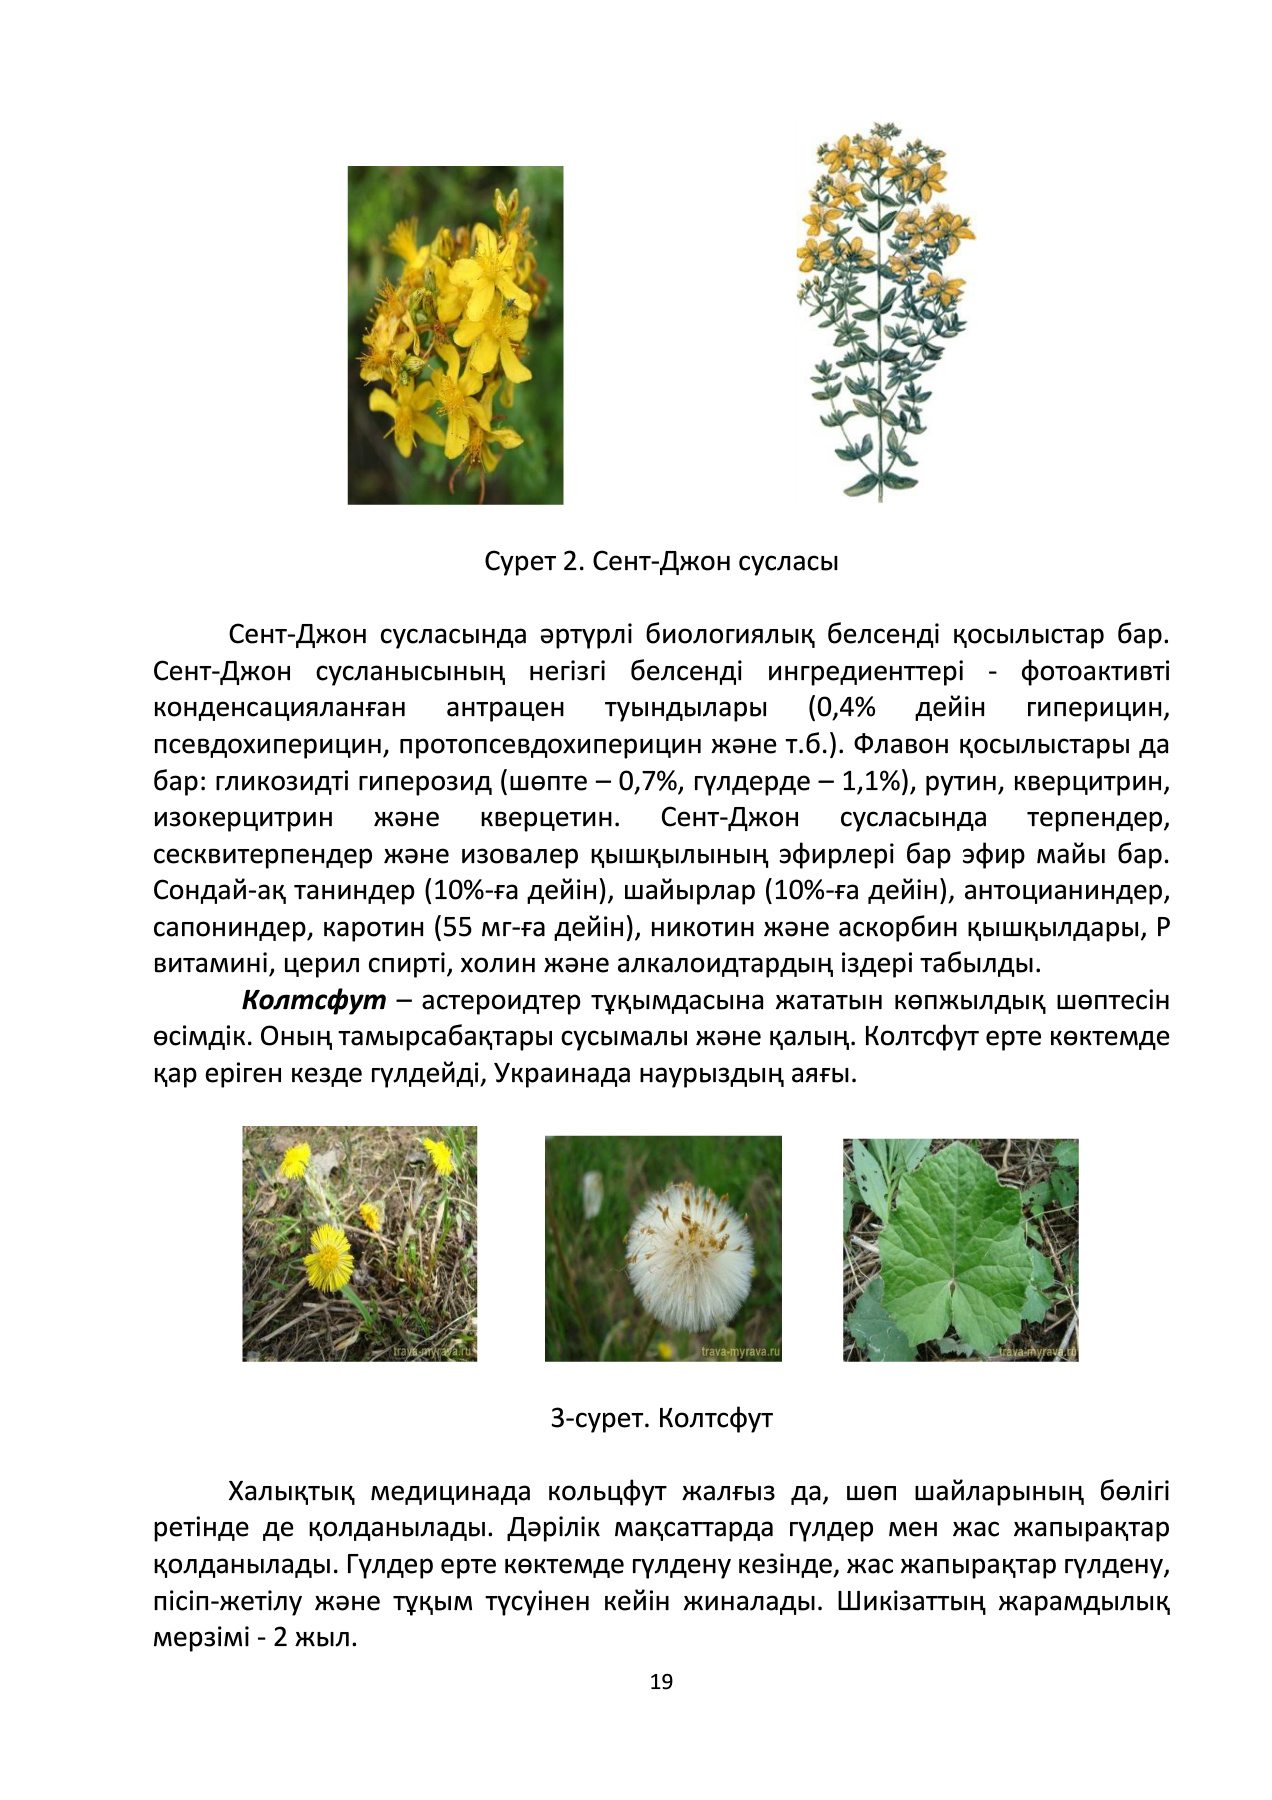 Сурет 2. Сент-Джон сусласы
Сент-Джон сусласында әртүрлі биологиялық белсенді қосылыстар бар.
Сент-Джон сусланысының негізгі белсенді ингредиенттері - фотоактивті
конденсацияланған антрацен туындылары (0,4% дейін гиперицин,
псевдохиперицин, протопсевдохиперицин және т.б.). Флавон қосылыстары да
бар: гликозидті гиперозид (шөпте – 0,7%, гүлдерде – 1,1%), рутин, кверцитрин,
изокерцитрин және кверцетин. Сент-Джон сусласында терпендер,
сесквитерпендер және изовалер қышқылының эфирлері бар эфир майы бар.
Сондай-ақ таниндер (10%-ға дейін), шайырлар (10%-ға дейін), антоцианиндер,
сапониндер, каротин (55 мг-ға дейін), никотин және аскорбин қышқылдары, Р
витамині, церил спирті, холин және алкалоидтардың іздері табылды.
Колтсфут – астероидтер тұқымдасына жататын көпжылдық шөптесін
өсімдік. Оның тамырсабақтары сусымалы және қалың. Колтсфут ерте көктемде
қар еріген кезде гүлдейді, Украинада наурыздың аяғы.
trava-myrava.ru
trava-myrava.ru
trava-myrava.ru
3-сурет. Колтсфут
Халықтық медицинада кольцфут жалғыз да, шөп шайларының бөлігі
ретінде де қолданылады. Дәрілік мақсаттарда гүлдер мен жас жапырақтар
қолданылады. Гүлдер ерте көктемде гүлдену кезінде, жас жапырақтар гүлдену,
пісіп-жетілу және тұқым түсуінен кейін жиналады. Шикізаттың жарамдылық
мерзімі - 2 жыл.
19